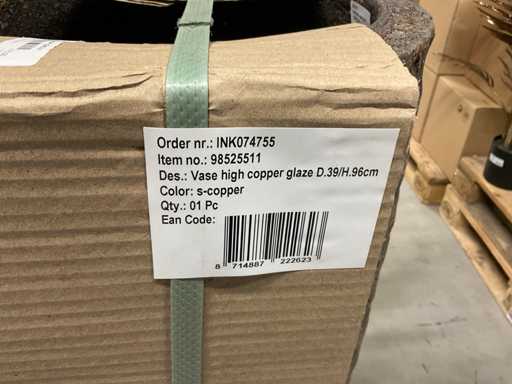 Order nr.: INK074755
Item no.: 98525511
Des.: Vase high copper glaze D.39/H.96cm
Color: s-copper
Qty.: 01 Pc
Ean Code:
8 714887 222623